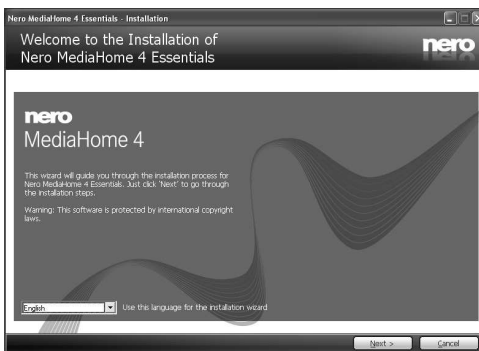 Nero MediaHome 4 Essentials - Installation
Welcome to the Installation of
Nero MediaHome 4 Essentials
nero
nero
MediaHome 4
This wizard will guide you through the installation process for
Nero MediaHome 4 Essentials. Just click 'Next' to go through
the installation steps.
Warning: This software is protected by international copyright
laws.
English
Use this language for the installation wizard
Next >
Cancel